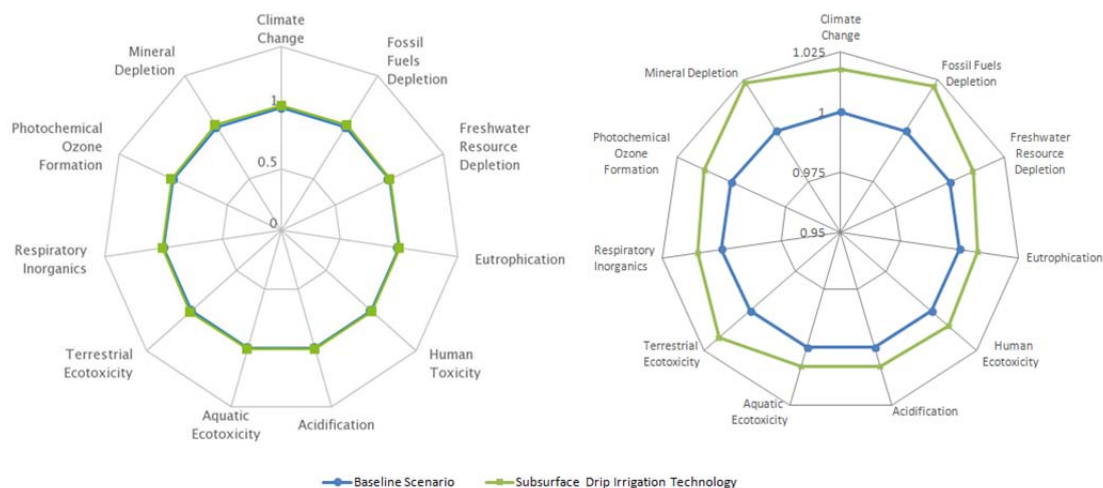 Climate
Change
Fossil
Fuels
Depletion
Freshwater
Resource
Depletion
Eutrophication
Human
Toxicity
Acidification
Aquatic
Ecotoxicity
Terrestrial
Ecotoxicity
Respiratory
Inorganics
Photochemical
Ozone
Formation
Mineral
Depletion
1
0.5
0
Climate
Change
1.025
Fossil Fuels
Depletion
Freshwater
Resource
Depletion
Eutrophication
Human
Ecotoxicity
Acidification
Aquatic
Ecotoxicity
Terrestrial
Ecotoxicity
Respiratory
Inorganics
Photochemical
Ozone
Formation
Mineral Depletion
1
0.975
0.95
Baseline Scenario
Subsurface Drip Irrigation Technology